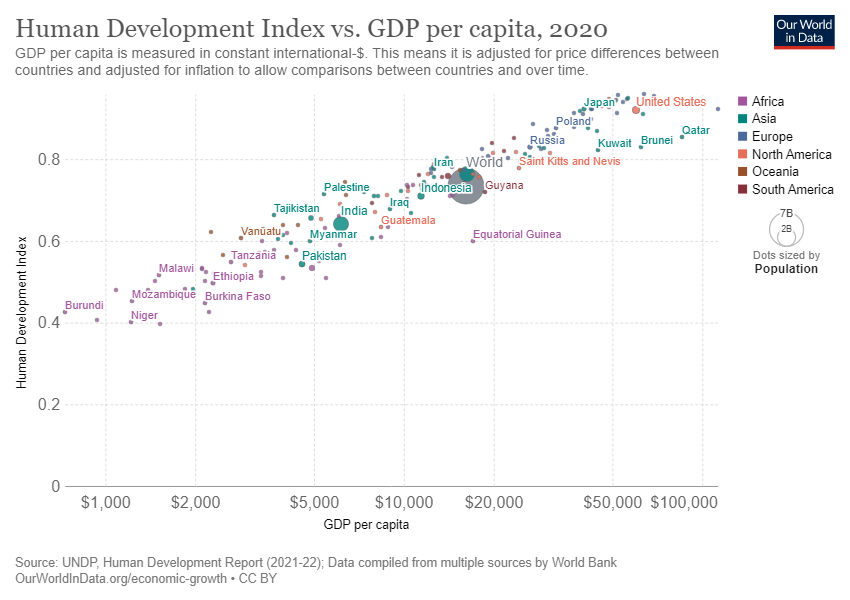 Human Development Index vs. GDP per capita, 2020
Our World
in Data
GDP per capita is measured in constant international-$. This means it is adjusted for price differences between
countries and adjusted for inflation to allow comparisons between countries and over time.
Africa
Asia
Europe
North America
Oceania
South America
7B
2B
Dots sized by
Population
Human Development Index
0.8
0.6
0.4
0.2
0
Japan
United States
Poland
Qatar
Russia
Kuwait
Brunei
Iran
World
Saint Kitts and Nevis
Palestine
Indonesia
Guyana
Iraq
Tajikistan
India
Guatemala
Vanuatu
Myanmar
Equatorial Guinea
Tanzania
Pakistan
Malawi
Ethiopia
Mozambique
Burkina Faso
Burundi
Niger
$1,000
$2,000
$5,000
$10,000
$20,000
$50,000
$100,000
GDP per capita
Source: UNDP, Human Development Report (2021-22); Data compiled from multiple sources by World Bank
OurWorldInData.org/economic-growth • CC BY